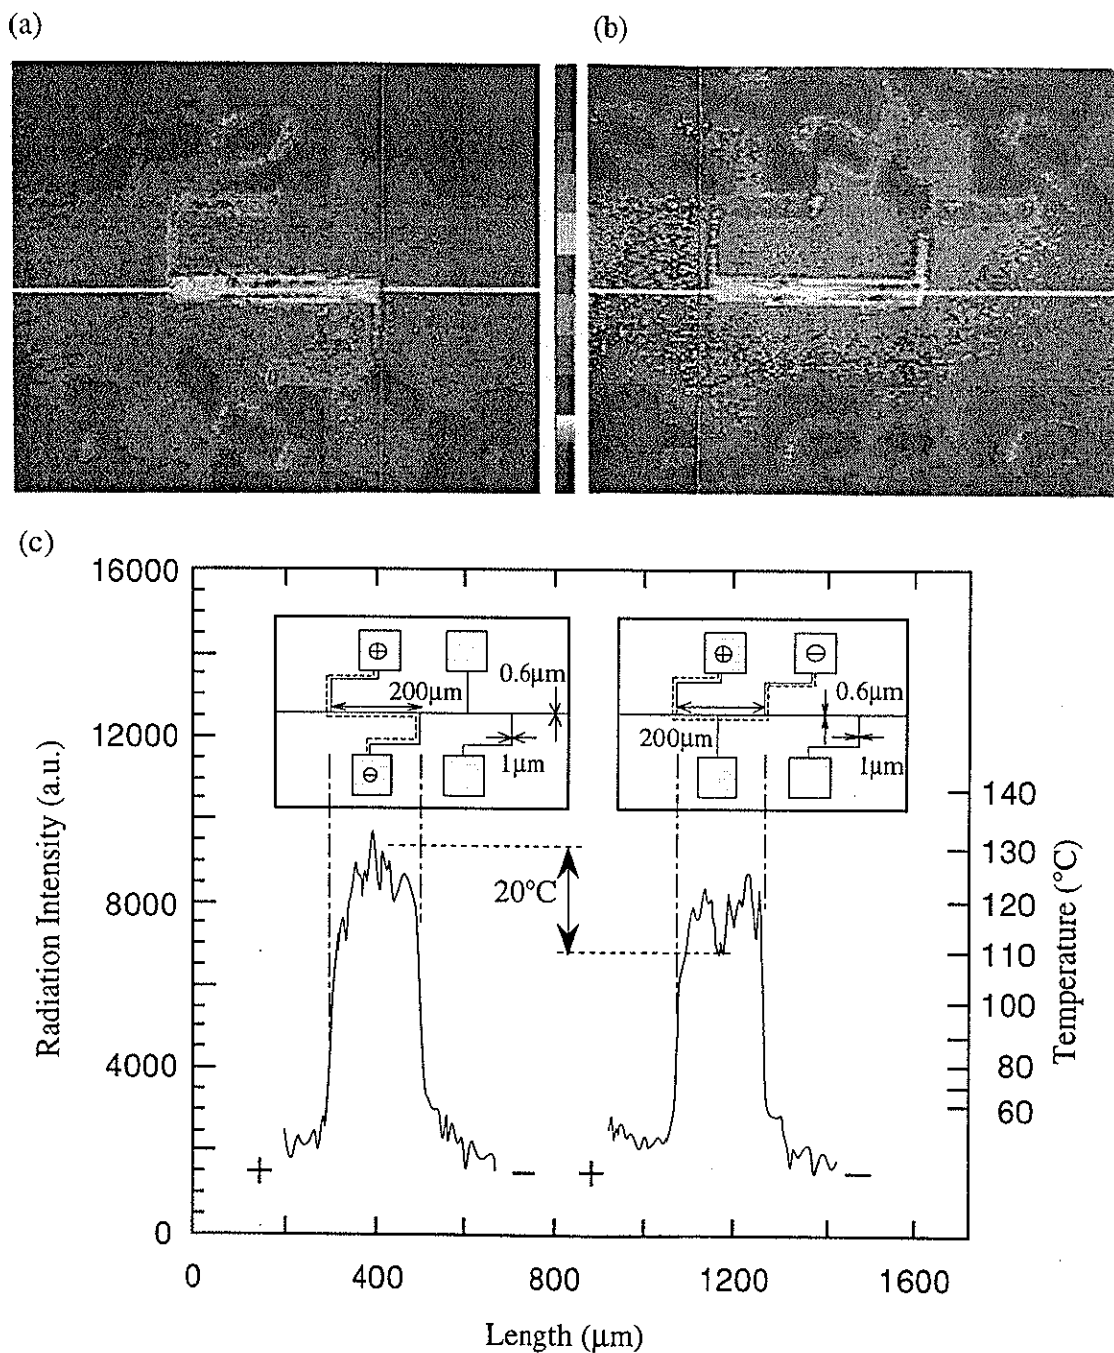 (a)
(b)
(c)
16000
12000
8000
4000
0
Radiation Intensity (a.u.)
⊕
200μm
0.6μm
1μm
⊖
⊕
⊖
0.6μm
200μm
1μm
20°C
+
−
+
−
140
130
120
110
100
80
60
Temperature (°C)
0
400
800
1200
1600
Length (μm)